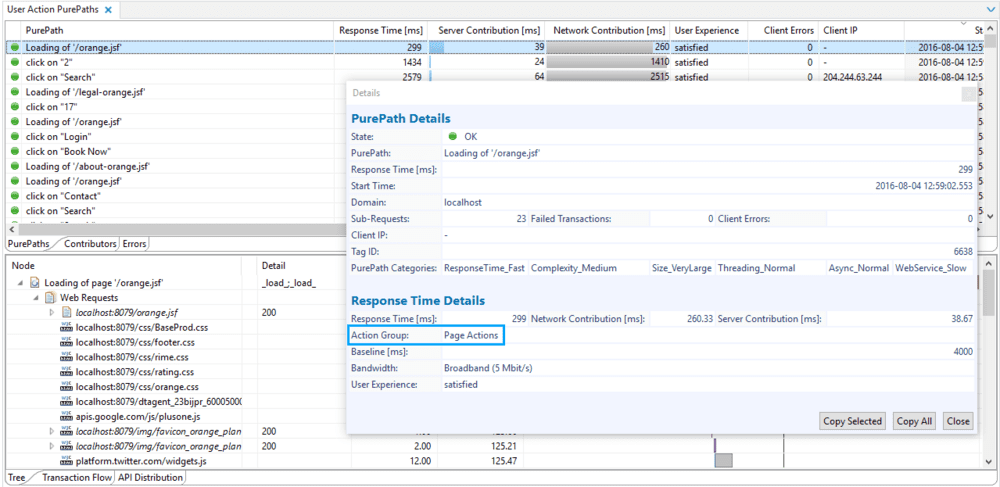 User Action PurePaths
PurePath Response Time [ms] Server Contribution [ms] Network Contribution [ms] User Experience Client Errors Client IP
Loading of '/orange.jsf' 299 39 260 satisfied 0 - 2016-08-04 12:5
click on "2" 1434 24 1410 satisfied 0 - 2016-08-04 12:5
click on "Search" 2579 64 2515 satisfied 0 204.244.63.244 2016-08-04 12:5
Loading of '/legal-orange.jsf'
click on "17"
Loading of '/orange.jsf'
click on "Login"
click on "Book Now"
Loading of '/about-orange.jsf'
Loading of '/orange.jsf'
click on "Contact"
click on "Search"
PurePaths Contributors Errors
Node Detail
Loading of page '/orange.jsf' _load_;_load_
Web Requests
localhost:8079/orange.jsf 200
localhost:8079/css/BaseProd.css
localhost:8079/css/footer.css
localhost:8079/css/rime.css
localhost:8079/css/rating.css
localhost:8079/css/orange.css
localhost:8079/dtagent_23bijpr_60005000
apis.google.com/js/plusone.js
localhost:8079/img/favicon_orange_plan 200
localhost:8079/img/favicon_orange_plan 200 2.00 125.21
platform.twitter.com/widgets.js 12.00 125.47
Tree Transaction Flow API Distribution
Details
PurePath Details
State: OK
PurePath: Loading of '/orange.jsf'
Response Time [ms]: 299
Start Time: 2016-08-04 12:59:02.553
Domain: localhost
Sub-Requests: 23 Failed Transactions: 0 Client Errors: 0
Client IP: -
Tag ID: 6638
PurePath Categories: ResponseTime_Fast Complexity_Medium Size_VeryLarge Threading_Normal Async_Normal WebService_Slow
Response Time Details
Response Time [ms]: 299 Network Contribution [ms]: 260.33 Server Contribution [ms]: 38.67
Action Group: Page Actions
Baseline [ms]: 4000
Bandwidth: Broadband (5 Mbit/s)
User Experience: satisfied
Copy Selected Copy All Close